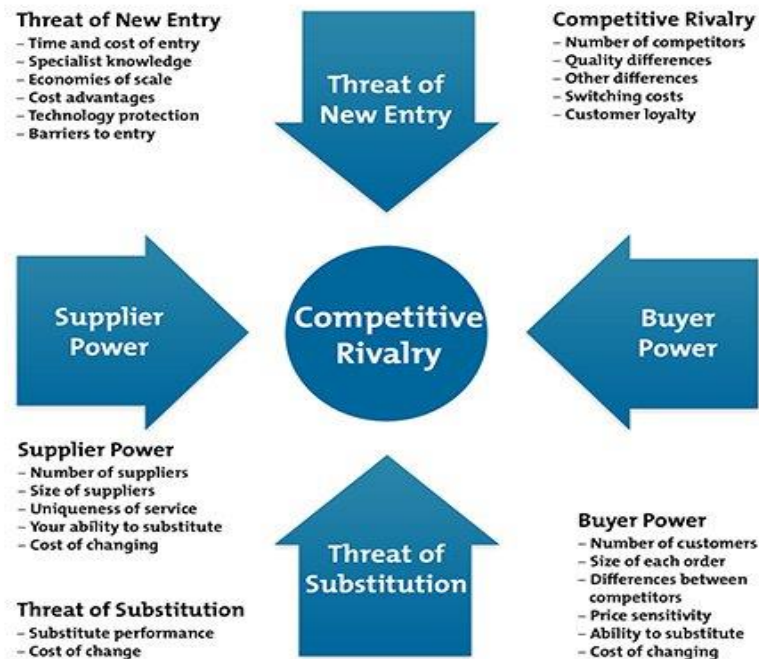 Threat of New Entry
– Time and cost of entry
– Specialist knowledge
– Economies of scale
– Cost advantages
– Technology protection
– Barriers to entry
Threat of
New Entry
Competitive Rivalry
– Number of competitors
– Quality differences
– Other differences
– Switching costs
– Customer loyalty
Supplier
Power
Competitive
Rivalry
Buyer
Power
Supplier Power
– Number of suppliers
– Size of suppliers
– Uniqueness of service
– Your ability to substitute
– Cost of changing
Threat of Substitution
– Substitute performance
– Cost of change
Threat of
Substitution
Buyer Power
– Number of customers
– Size of each order
– Differences between
competitors
– Price sensitivity
– Ability to substitute
– Cost of changing